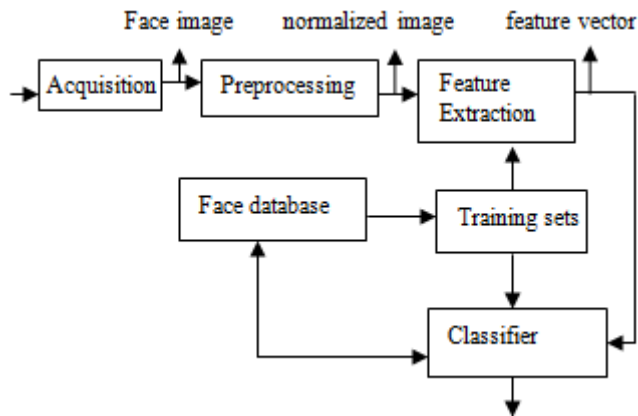 Face image
normalized image
feature vector
Acquisition
Preprocessing
Feature
Extraction
Face database
Training sets
Classifier